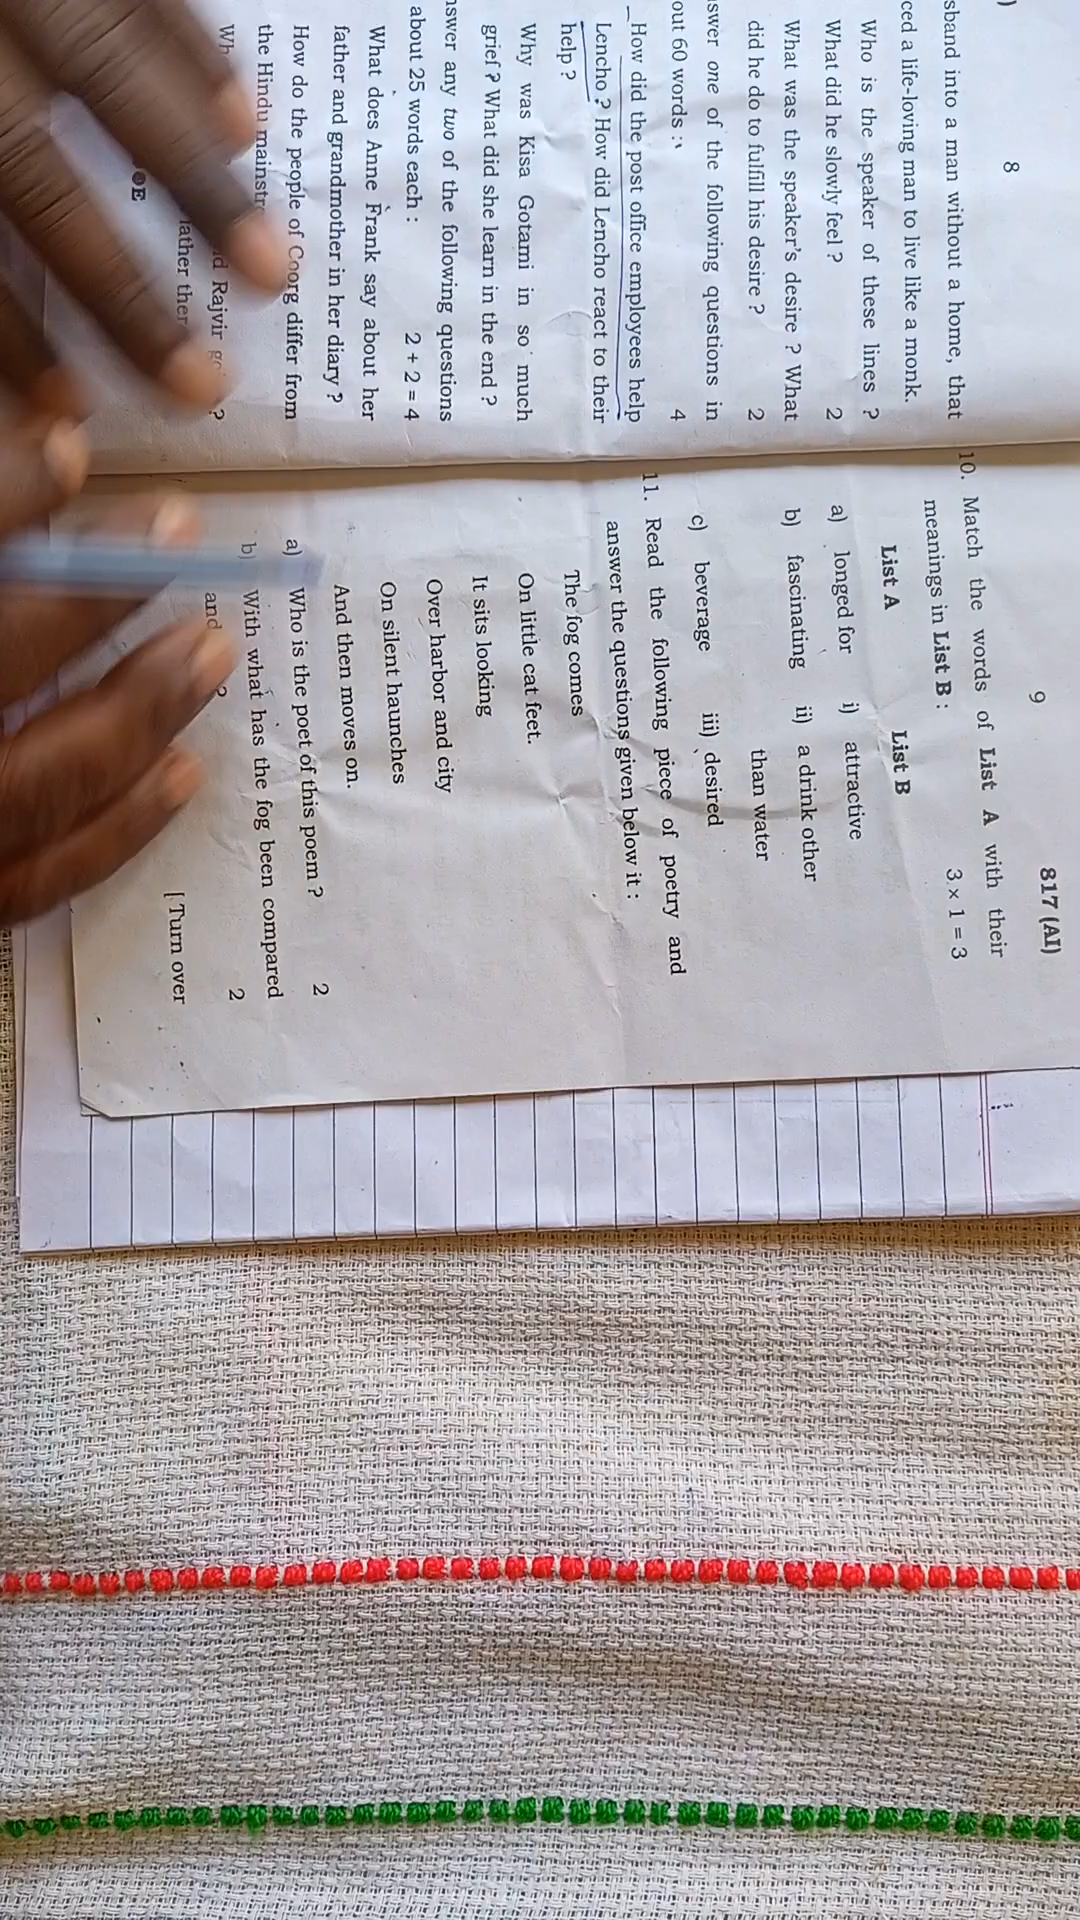 )
8
sband into a man without a home, that
ced a life-loving man to live like a monk.
Who is the speaker of these lines ?
What did he slowly feel ? 2
What was the speaker's desire ? What
did he do to fulfill his desire ? 2
swer one of the following questions in
out 60 words : 4
How did the post office employees help
Lencho ? How did Lencho react to their
help ?
Why was Kisa Gotami in so much
grief ? What did she learn in the end ?
nswer any two of the following questions
about 25 words each : 2 + 2 = 4
What does Anne Frank say about her
father and grandmother in her diary ?
How do the people of Coorg differ from
the Hindu
Rajvir ?
E
9
817 (AI)
10. Match the words of List A with their
meanings in List B : 3 × 1 = 3
List A List B
a) longed for i) attractive
b) fascinating ii) a drink other
than water
c) beverage iii) desired
11. Read the following piece of poetry and
answer the questions given below it :
The fog comes
On little cat feet.
It sits looking
Over harbor and city
On silent haunches
And then moves on.
a) Who is the poet of this poem ? 2
b) With what has the fog been compared
and ? 2
[ Turn over